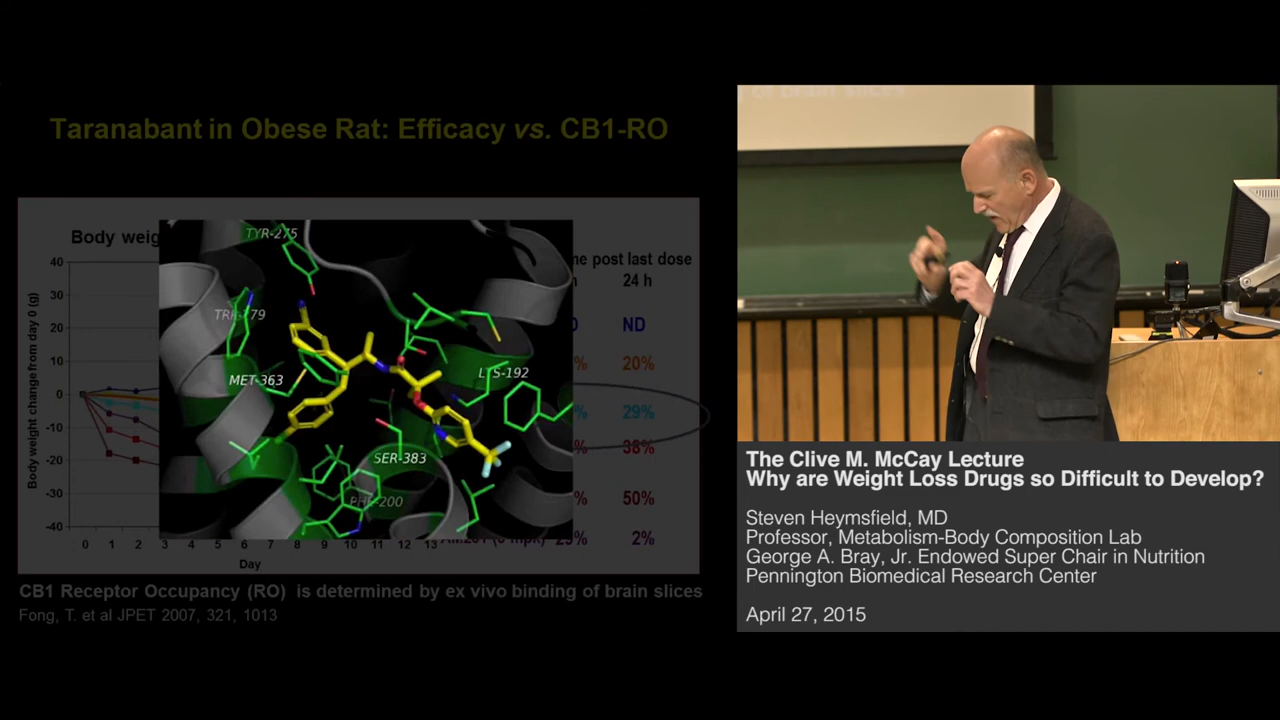 Taranabant in Obese Rat: Efficacy vs. CB1-RO
Body weig
ne post last dose
24 h
ND
% 20%
% 29%
% 38%
% 50%
2%
Body weight change from day 0 (g)
40
30
20
10
0
-10
-20
-30
-40
0 1 2 3 4 5 6 7 8 9 10 11 12 13
Day
TYR-275
MET-363
LYS-192
SER-383
PHE-200
CB1 Receptor Occupancy (RO) is determined by ex vivo binding of brain slices
Fong, T. et al JPET 2007, 321, 1013
of brain slices
The Clive M. McCay Lecture
Why are Weight Loss Drugs so Difficult to Develop?
Steven Heymsfield, MD
Professor, Metabolism-Body Composition Lab
George A. Bray, Jr. Endowed Super Chair in Nutrition
Pennington Biomedical Research Center
April 27, 2015